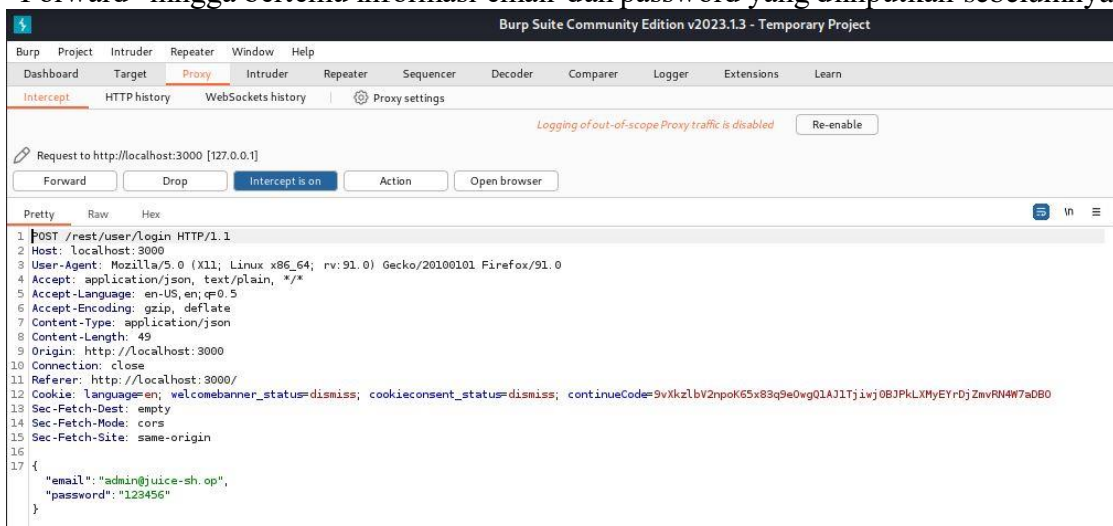 "Forward" hingga bertemu informasi email dan password yang diinputkan sebelumnya
Burp Suite Community Edition v2023.1.3 - Temporary Project
Burp Project Intruder Repeater Window Help
Dashboard Target Proxy Intruder Repeater Sequencer Decoder Comparer Logger Extensions Learn
Intercept HTTP history WebSockets history Proxy settings
Logging of out-of-scope Proxy traffic is disabled Re-enable
Request to http://localhost:3000 [127.0.0.1]
Forward Drop Intercept is on Action Open browser
Pretty Raw Hex \n
1 POST /rest/user/login HTTP/1.1
2 Host: localhost:3000
3 User-Agent: Mozilla/5.0 (X11; Linux x86_64; rv:91.0) Gecko/20100101 Firefox/91.0
4 Accept: application/json, text/plain, */*
5 Accept-Language: en-US,en;q=0.5
6 Accept-Encoding: gzip, deflate
7 Content-Type: application/json
8 Content-Length: 49
9 Origin: http://localhost:3000
10 Connection: close
11 Referer: http://localhost:3000/
12 Cookie: language=en; welcomebanner_status=dismiss; cookieconsent_status=dismiss; continueCode=9vXkzlbV2npoK65x83q9eOwgQ1AJ1Tjiwj0BJPkLXMyEYrDjZmvRN4W7aDBO
13 Sec-Fetch-Dest: empty
14 Sec-Fetch-Mode: cors
15 Sec-Fetch-Site: same-origin
16
17 {
"email":"admin@juice-sh.op",
"password":"123456"
}